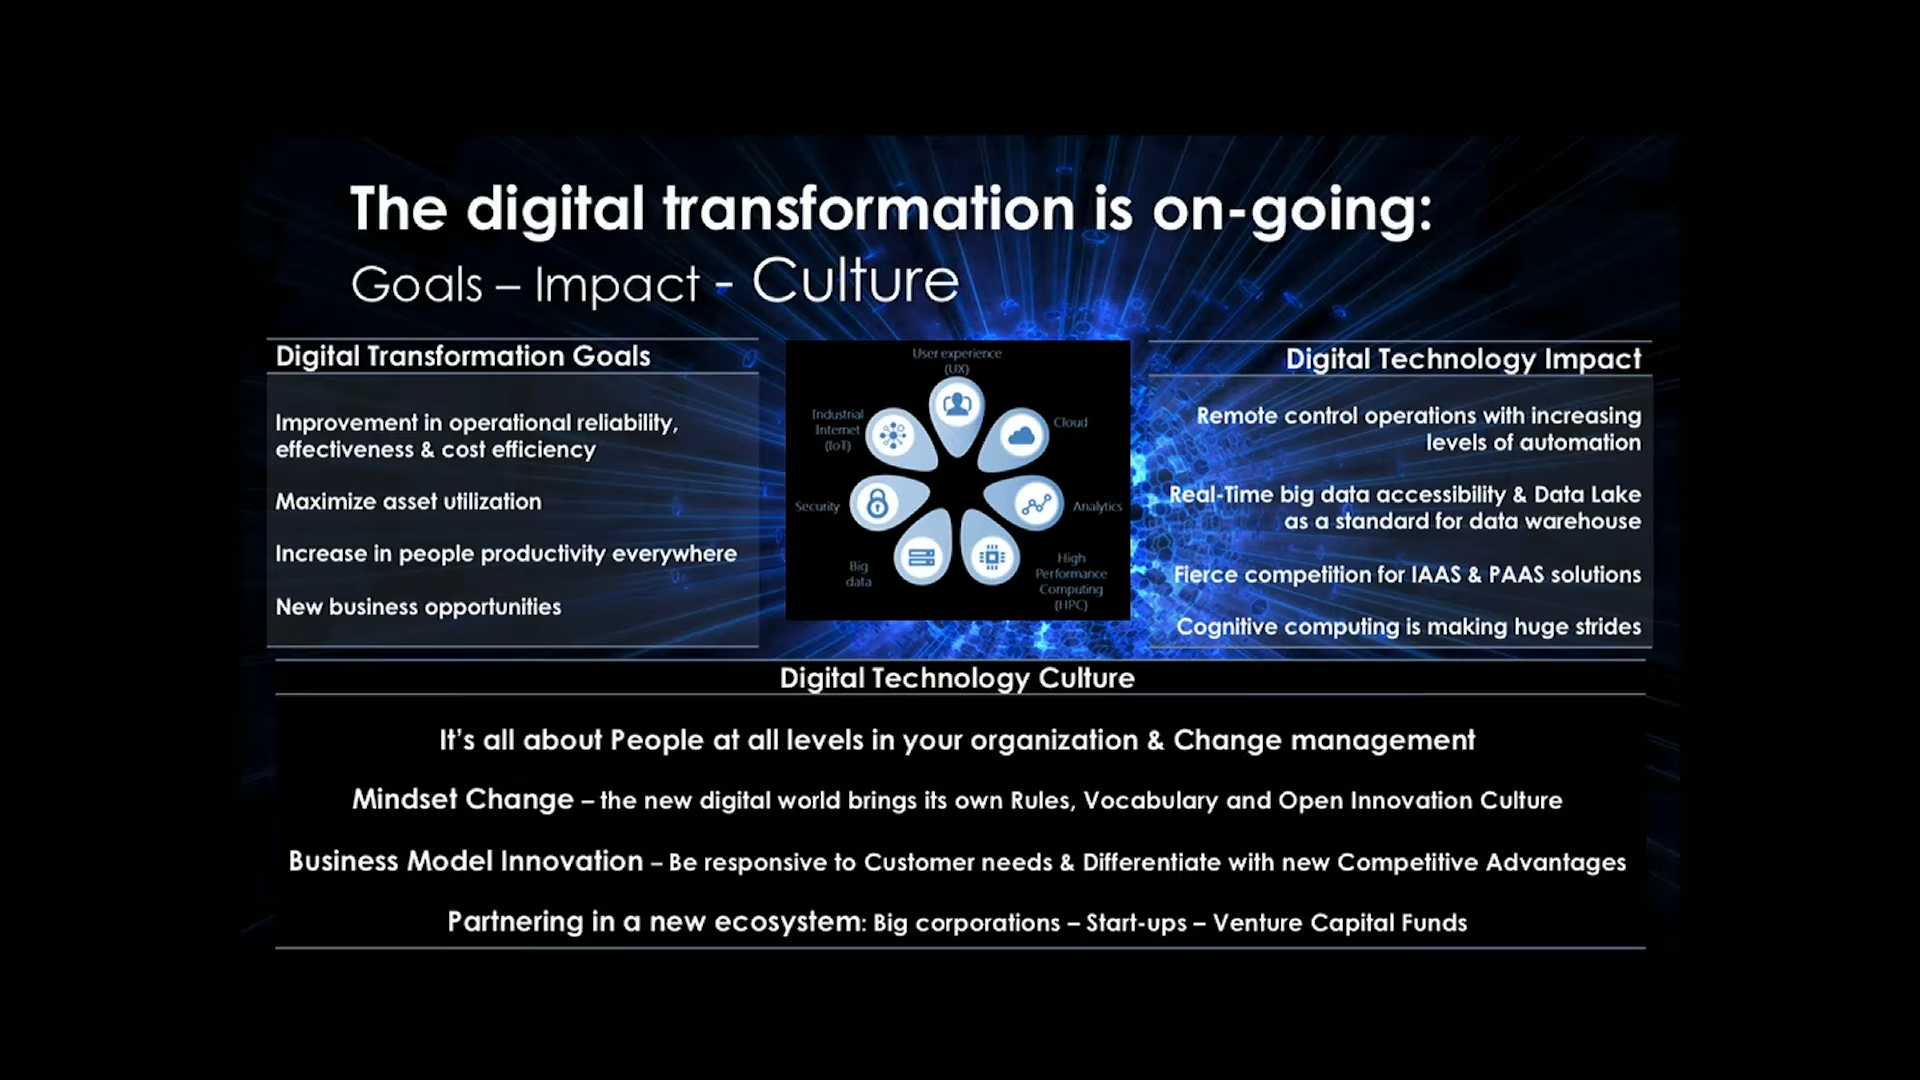 The digital transformation is on-going:
Goals – Impact - Culture
Digital Transformation Goals
Improvement in operational reliability,
effectiveness & cost efficiency
Maximize asset utilization
Increase in people productivity everywhere
New business opportunities
User experience
(UX)
Cloud
Analytics
High
Performance
Computing
(HPC)
Big
data
Security
Industrial
Internet
(IoT)
Digital Technology Impact
Remote control operations with increasing
levels of automation
Real-Time big data accessibility & Data Lake
as a standard for data warehouse
Fierce competition for IAAS & PAAS solutions
Cognitive computing is making huge strides
Digital Technology Culture
It’s all about People at all levels in your organization & Change management
Mindset Change – the new digital world brings its own Rules, Vocabulary and Open Innovation Culture
Business Model Innovation – Be responsive to Customer needs & Differentiate with new Competitive Advantages
Partnering in a new ecosystem: Big corporations – Start-ups – Venture Capital Funds